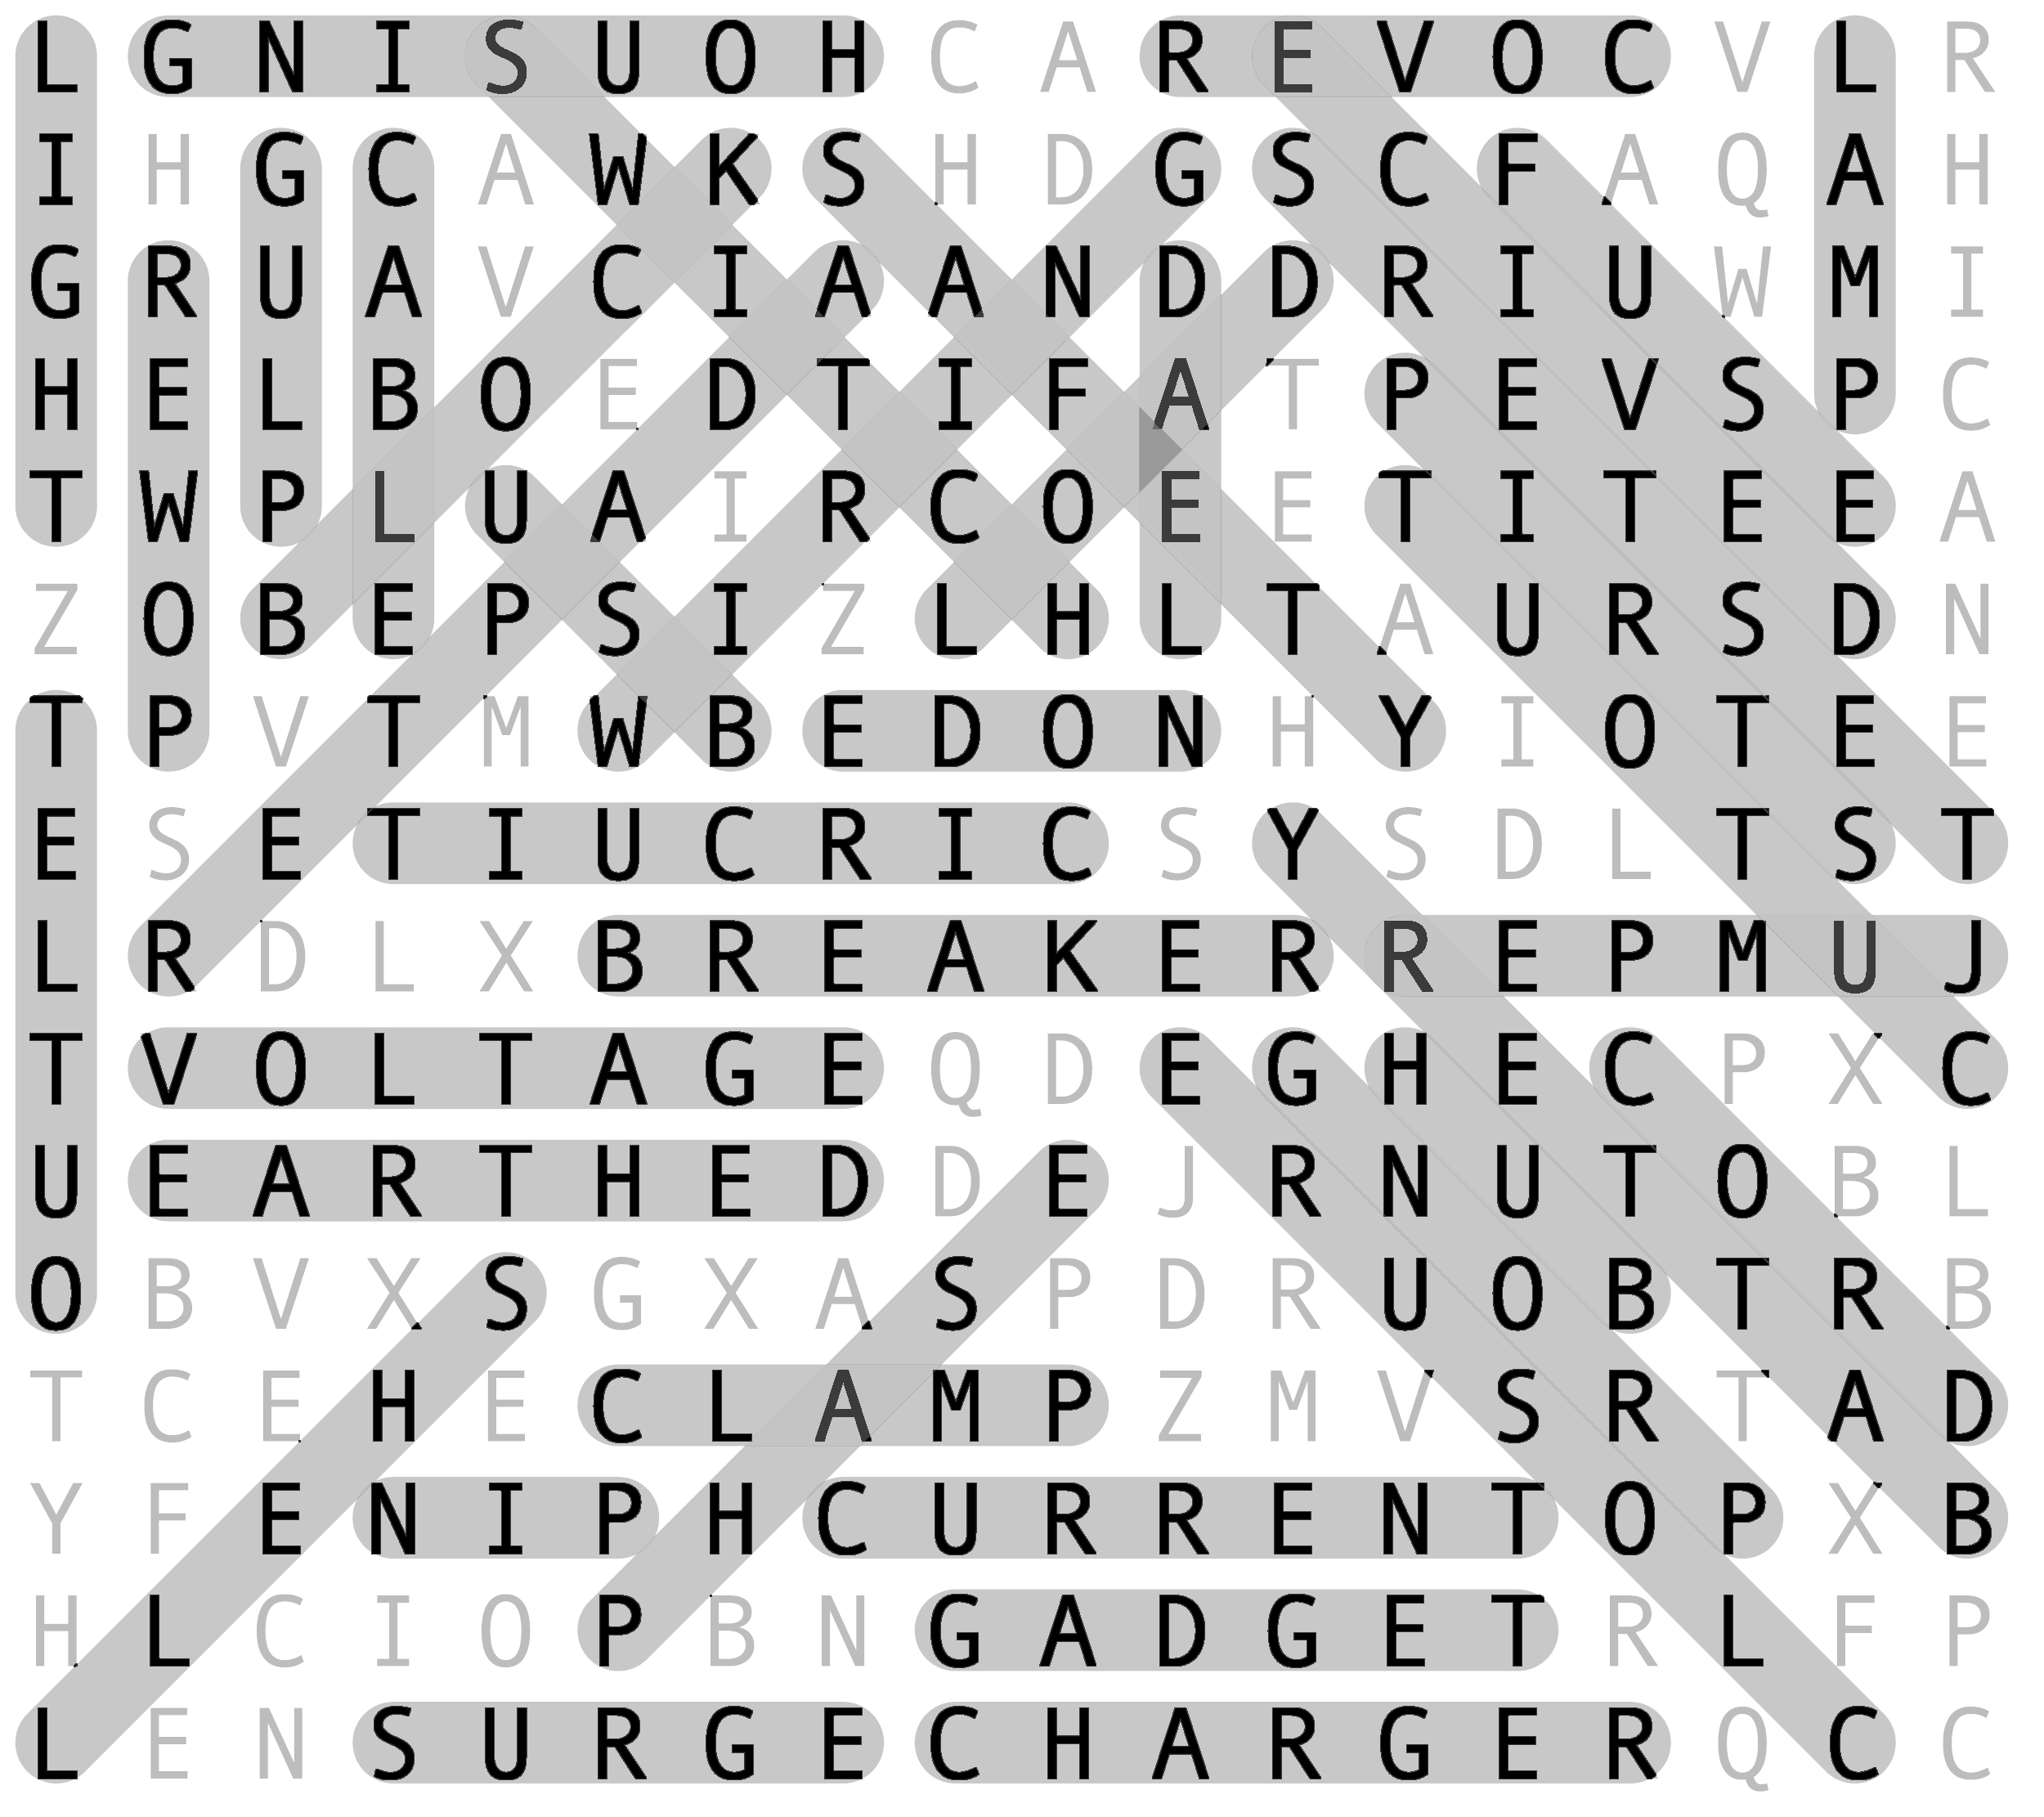 L G N I S U O H C A R E V O C V L R
I H G C A W K S H D G S C F A Q A H
G R U A V C I A A N D D R I U W M I
H E L B O E D T I F A T P E V S P C
T W P L U A I R C O E E T I T E E A
Z O B E P S I Z L H L T A U R S D N
T P V T M W B E D O N H Y I O T E E
E S E T I U C R I C S Y S D L T S T
L R D L X B R E A K E R R E P M U J
T V O L T A G E Q D E G H E C P X C
U E A R T H E D D E J R N U T O B L
O B V X S G X A S P D R U O B T R B
T C E H E C L A M P Z M V S R T A D
Y F E N I P H C U R R E N T O P X B
H L C I O P B N G A D G E T R L F P
L E N S U R G E C H A R G E R Q C C